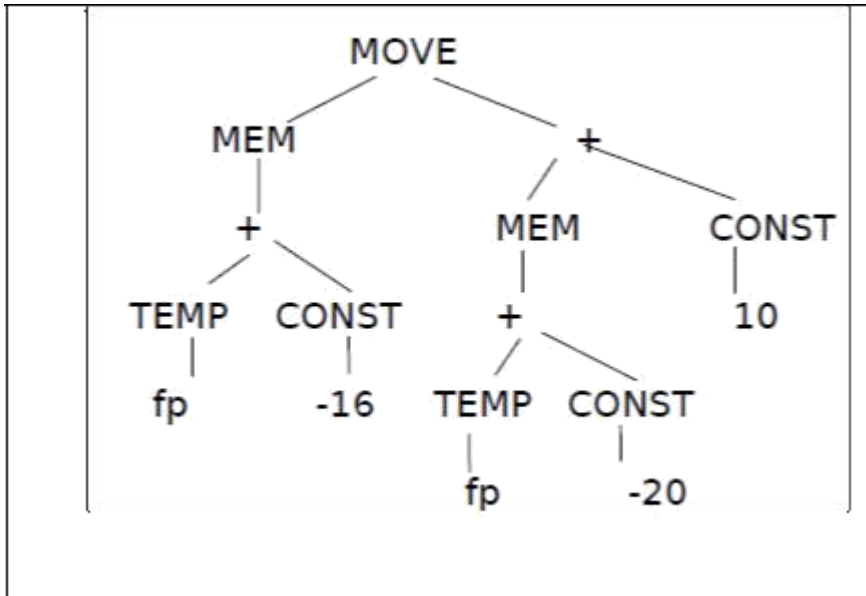 MOVE
MEM +
+ MEM CONST
TEMP CONST + 10
fp -16 TEMP CONST
fp -20